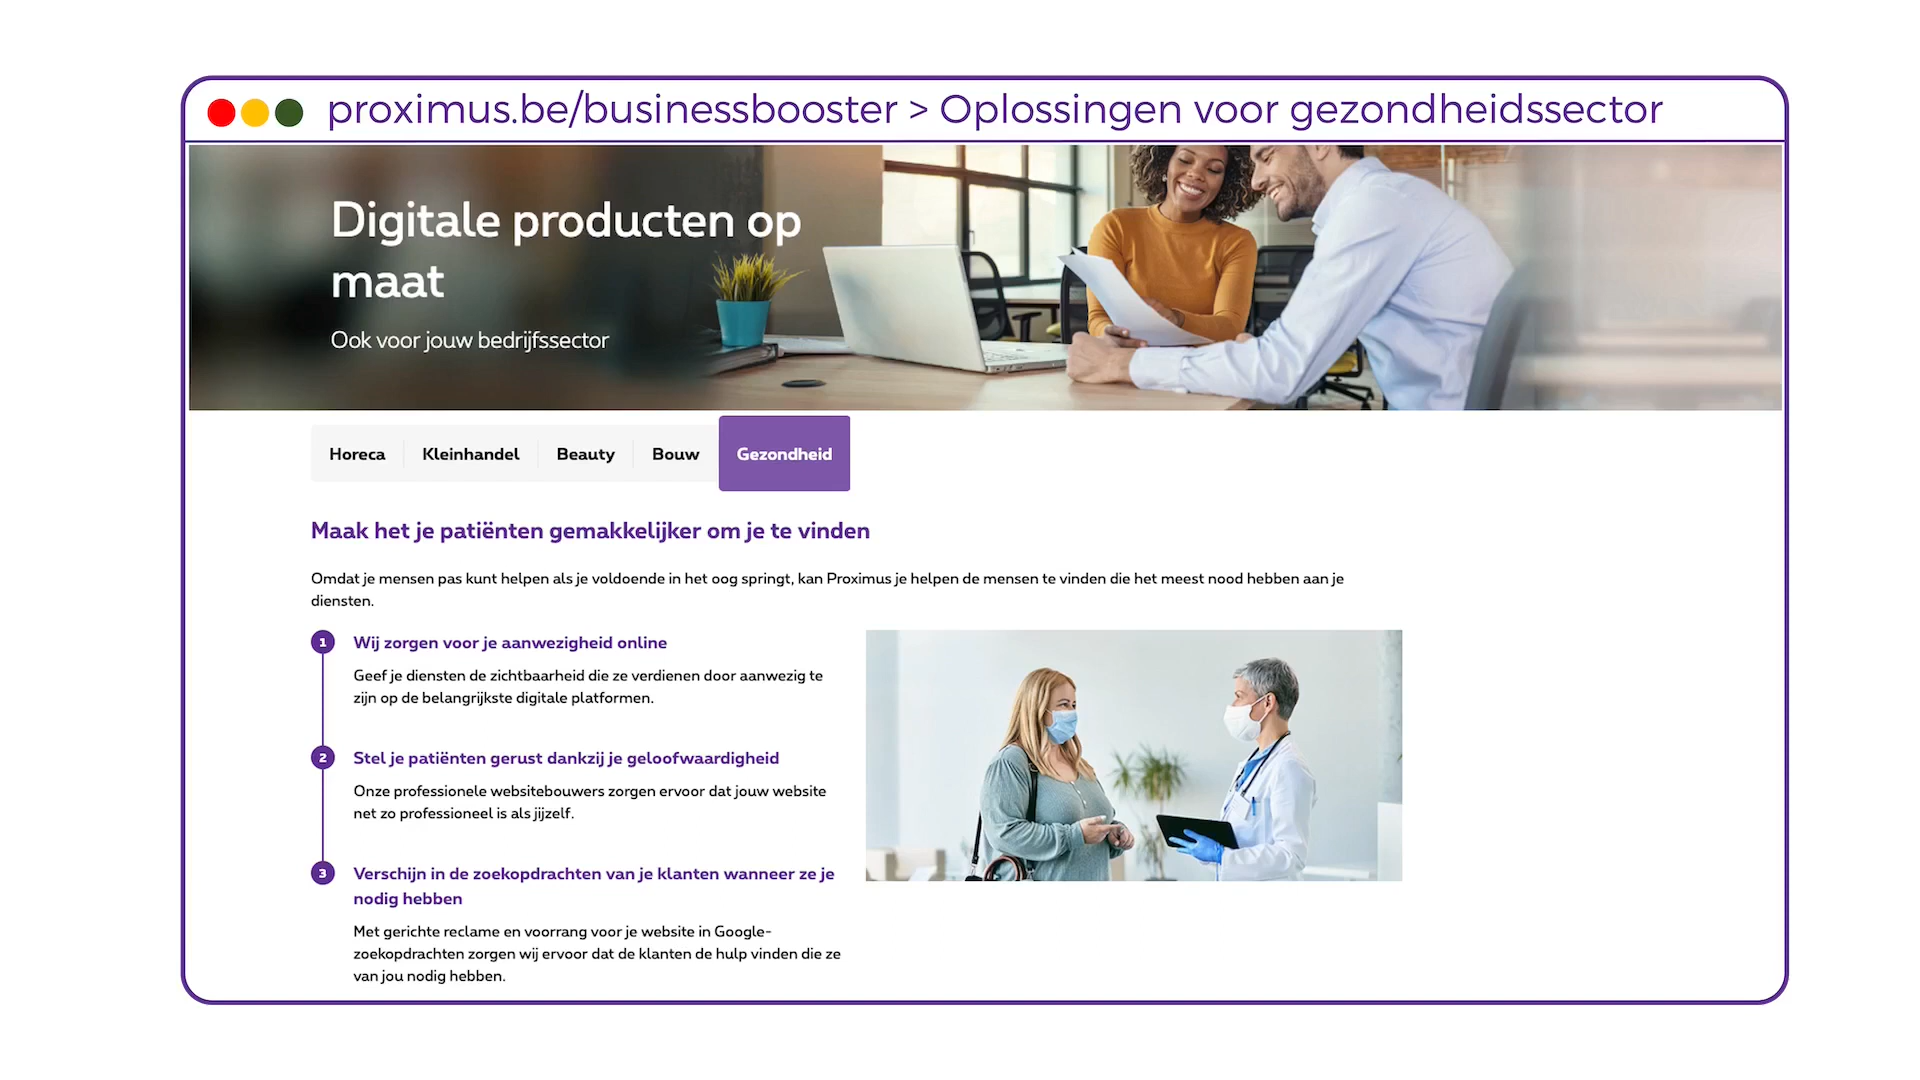 proximus.be/businessbooster > Oplossingen voor gezondheidssector
Digitale producten op
maat
Ook voor jouw bedrijfssector
Horeca Kleinhandel Beauty Bouw Gezondheid
Maak het je patiënten gemakkelijker om je te vinden
Omdat je mensen pas kunt helpen als je voldoende in het oog springt, kan Proximus je helpen de mensen te vinden die het meest nood hebben aan je
diensten.
1 Wij zorgen voor je aanwezigheid online
Geef je diensten de zichtbaarheid die ze verdienen door aanwezig te
zijn op de belangrijkste digitale platformen.
2 Stel je patiënten gerust dankzij je geloofwaardigheid
Onze professionele websitebouwers zorgen ervoor dat jouw website
net zo professioneel is als jijzelf.
3 Verschijn in de zoekopdrachten van je klanten wanneer ze je
nodig hebben
Met gerichte reclame en voorrang voor je website in Google-
zoekopdrachten zorgen wij ervoor dat de klanten de hulp vinden die ze
van jou nodig hebben.